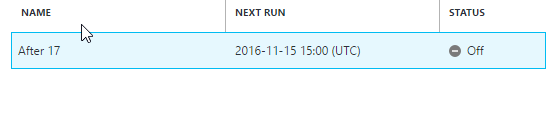 NAME NEXT RUN STATUS
After 17 2016-11-15 15:00 (UTC) Off